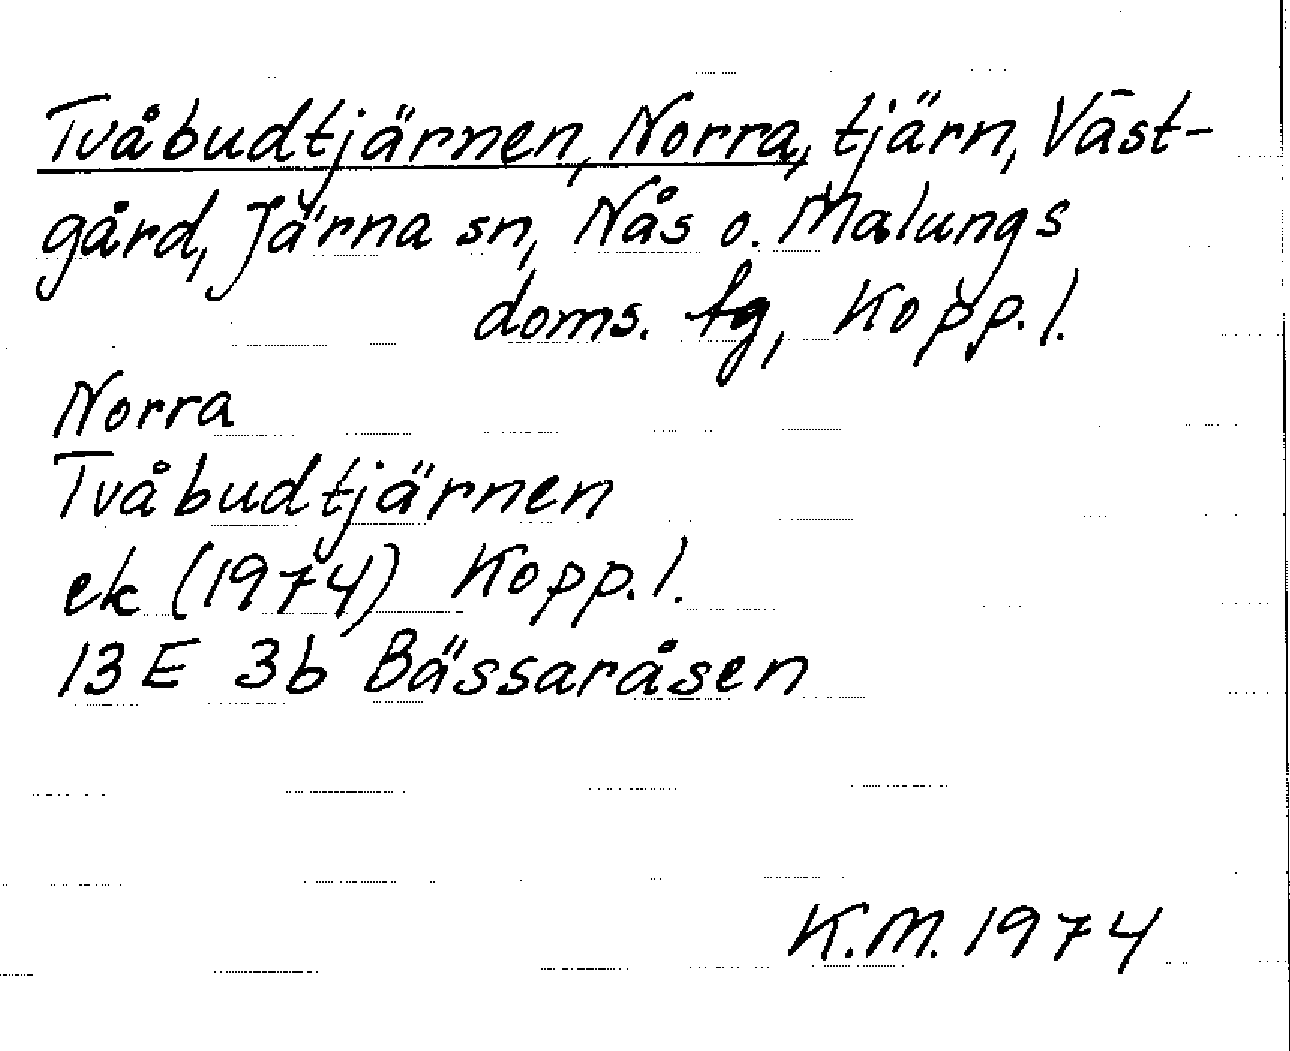 Tvåbudtjärnen, Norra, tjärn, Väst-
gård, Järna sn, Nås o. Malungs
doms. tg, Kopp.l.
Norra
Tvåbudtjärnen
ek (1974) Kopp.l.
13E 3b Bässaråsen
K.M. 1974